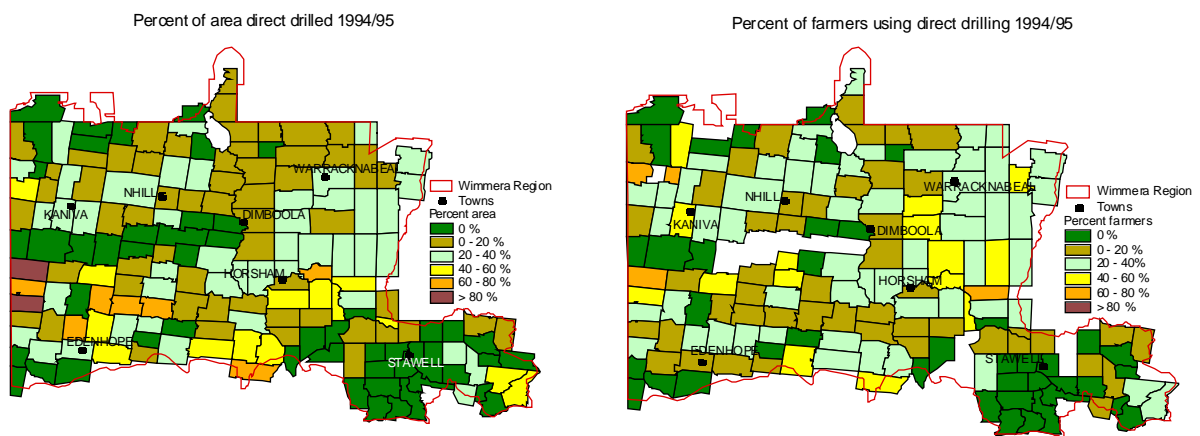 Percent of area direct drilled 1994/95
WARRACKNABEAL
NHILL
KANIVA
DIMBOOLA
HORSHAM
EDENHOPE
STAWELL
Wimmera Region
Towns
Percent area
0 %
0 - 20 %
20 - 40 %
40 - 60 %
60 - 80 %
> 80 %
Percent of farmers using direct drilling 1994/95
WARRACKNABEAL
NHILL
KANIVA
DIMBOOLA
HORSHAM
EDENHOPE
STAWELL
Wimmera Region
Towns
Percent farmers
0 %
0 - 20 %
20 - 40%
40 - 60 %
60 - 80 %
> 80 %